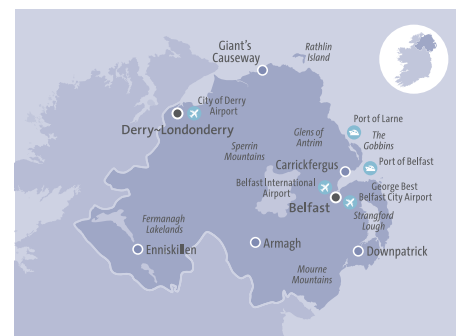 Giant's
Causeway
Rathlin
Island
City of Derry
Airport
Derry~Londonderry
Port of Larne
Glens of
Antrim
The
Gobbins
Sperrin
Mountains
Carrickfergus
Port of Belfast
Belfast International
Airport
George Best
Belfast City Airport
Belfast
Strangford
Lough
Fermanagh
Lakelands
Enniskillen
Armagh
Downpatrick
Mourne
Mountains